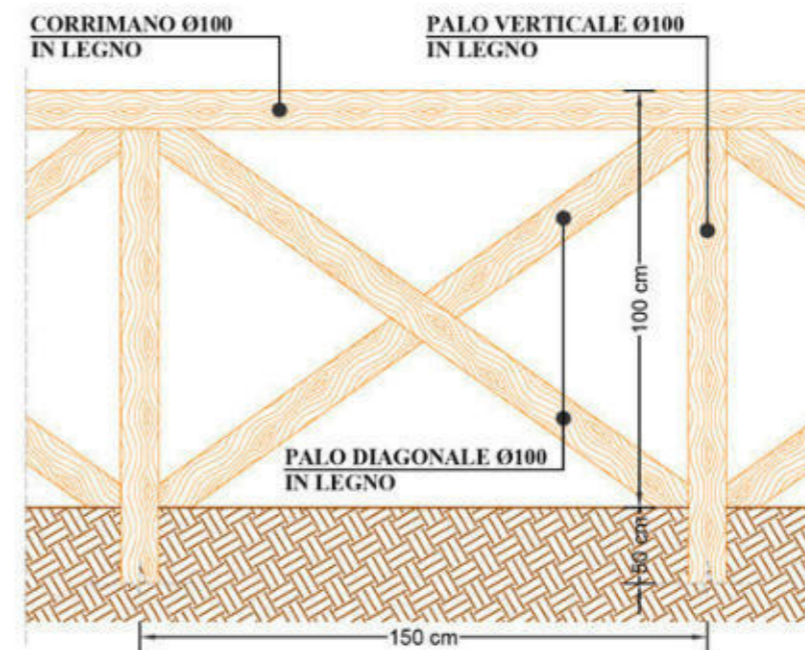 CORRIMANO Ø100
IN LEGNO
PALO VERTICALE Ø100
IN LEGNO
100 cm
PALO DIAGONALE Ø100
IN LEGNO
50 cm
150 cm